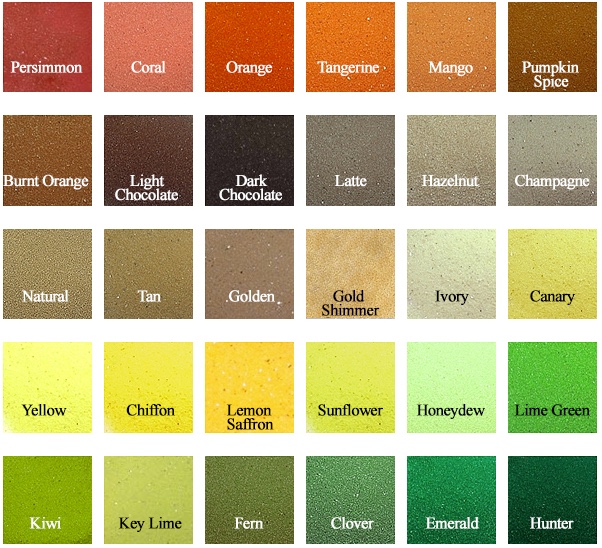 Persimmon
Coral
Orange
Tangerine
Mango
Pumpkin
Spice
Burnt Orange
Light
Chocolate
Dark
Chocolate
Latte
Hazelnut
Champagne
Natural
Tan
Golden
Gold
Shimmer
Ivory
Canary
Yellow
Chiffon
Lemon
Saffron
Sunflower
Honeydew
Lime Green
Kiwi
Key Lime
Fern
Clover
Emerald
Hunter